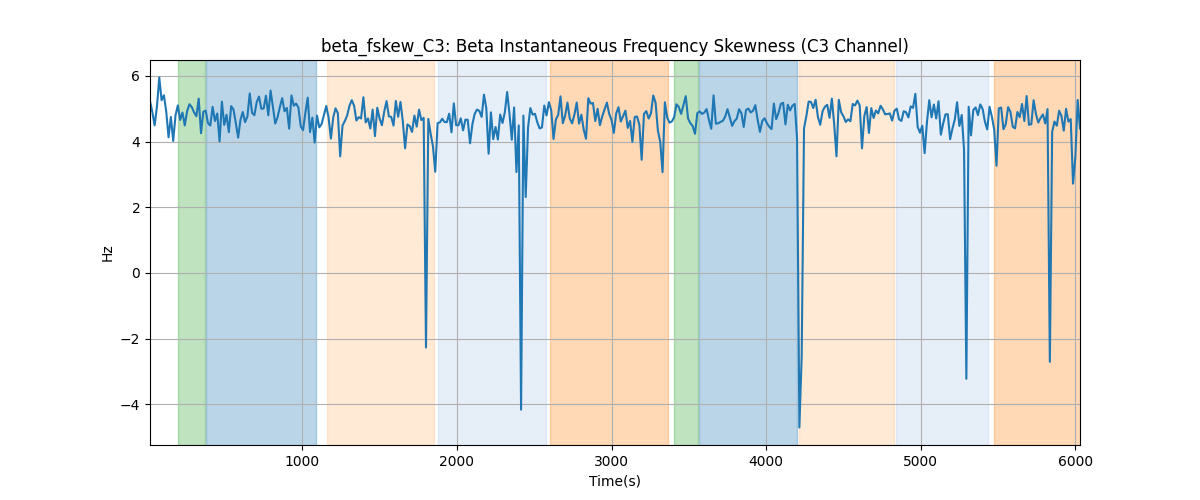 beta_fskew_C3: Beta Instantaneous Frequency Skewness (C3 Channel)
6
4
2
0
−2
−4
Hz
1000 2000 3000 4000 5000 6000
Time(s)